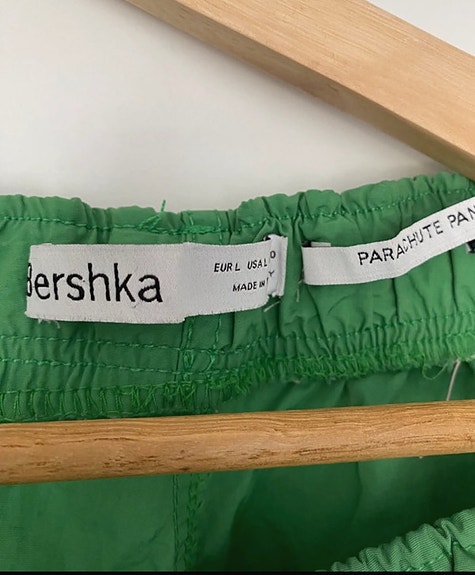 Bershka
EUR L USA L
MADE IN
PARACHUTE PAN